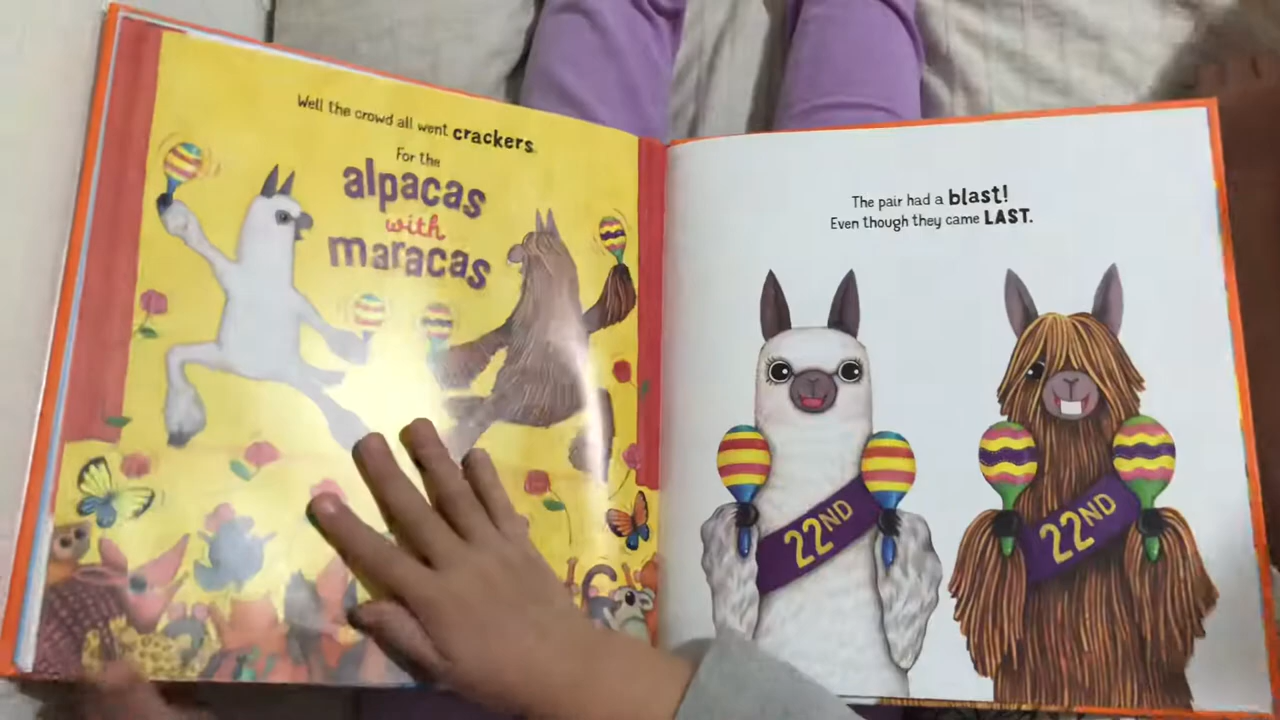 Well the crowd all went crackers.
For the
alpacas
with
maracas
The pair had a blast!
Even though they came LAST.
22ND
22ND